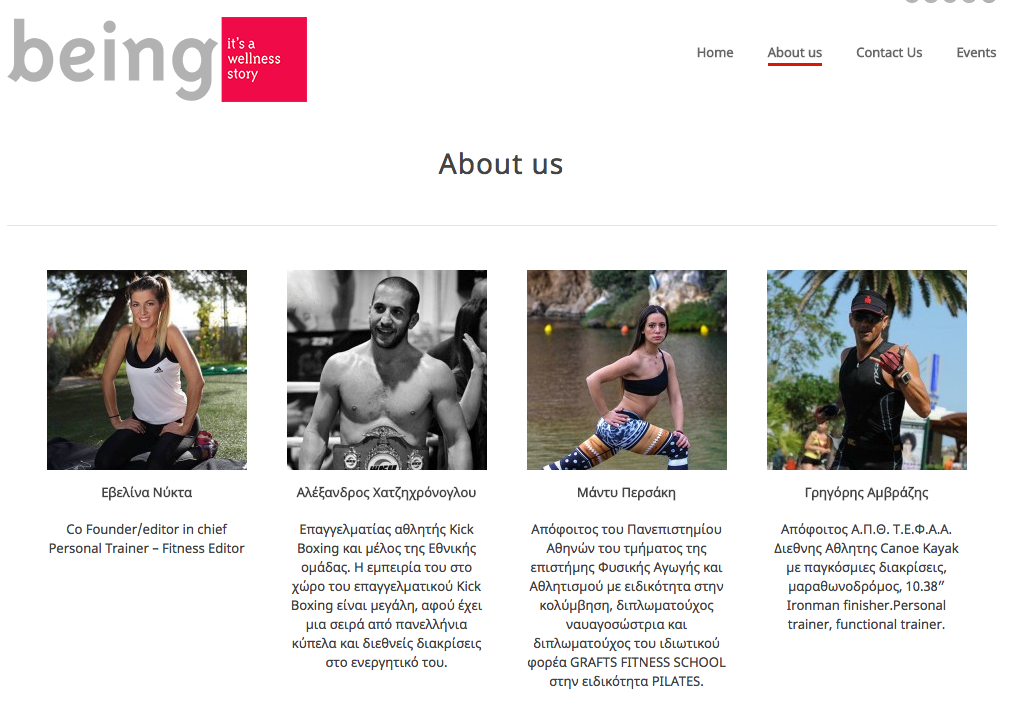 being
it's a
wellness
story
Home About us Contact Us Events
About us
Εβελίνα Νύκτα
Co Founder/editor in chief
Personal Trainer – Fitness Editor
Αλέξανδρος Χατζηχρόνογλου
Επαγγελματίας αθλητής Kick
Boxing και μέλος της Εθνικής
ομάδας. Η εμπειρία του στο
χώρο του επαγγελματικού Kick
Boxing είναι μεγάλη, αφού έχει
μια σειρά από πανελλήνια
κύπελα και διεθνείς διακρίσεις
στο ενεργητικό του.
Μάντυ Περσάκη
Απόφοιτος του Πανεπιστημίου
Αθηνών του τμήματος της
επιστήμης Φυσικής Αγωγής και
Αθλητισμού με ειδικότητα στην
κολύμβηση, διπλωματούχος
ναυαγοσώστρια και
διπλωματούχος του ιδιωτικού
φορέα GRAFTS FITNESS SCHOOL
στην ειδικότητα PILATES.
Γρηγόρης Αμβράζης
Απόφοιτος Α.Π.Θ. Τ.Ε.Φ.Α.Α.
Διεθνης Αθλητης Canoe Kayak
με παγκόσμιες διακρίσεις,
μαραθωνοδρόμος, 10.38″
Ironman finisher.Personal
trainer, functional trainer.